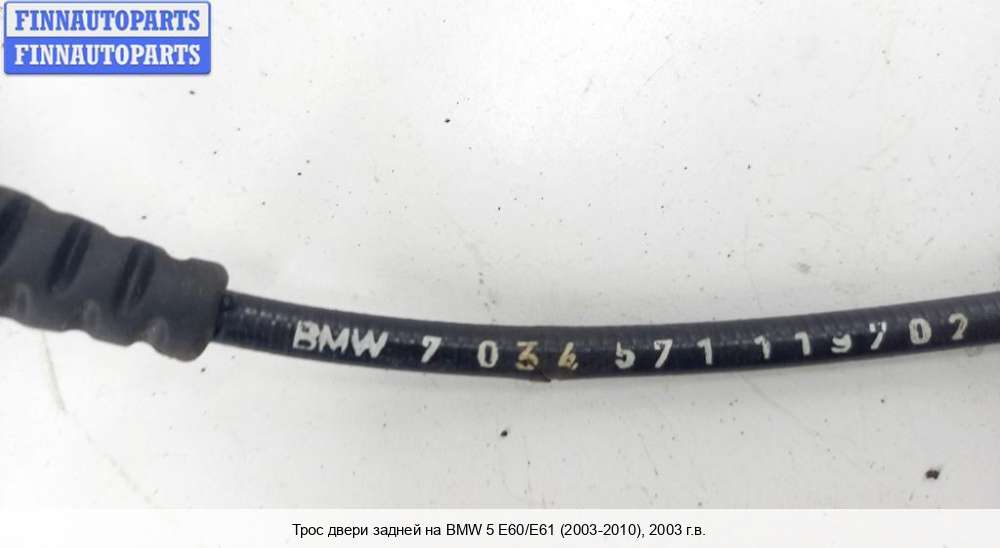 FINNAUTOPARTS
FINNAUTOPARTS
BMW 7 034 571 119702
Трос двери задней на BMW 5 E60/E61 (2003-2010), 2003 г.в.